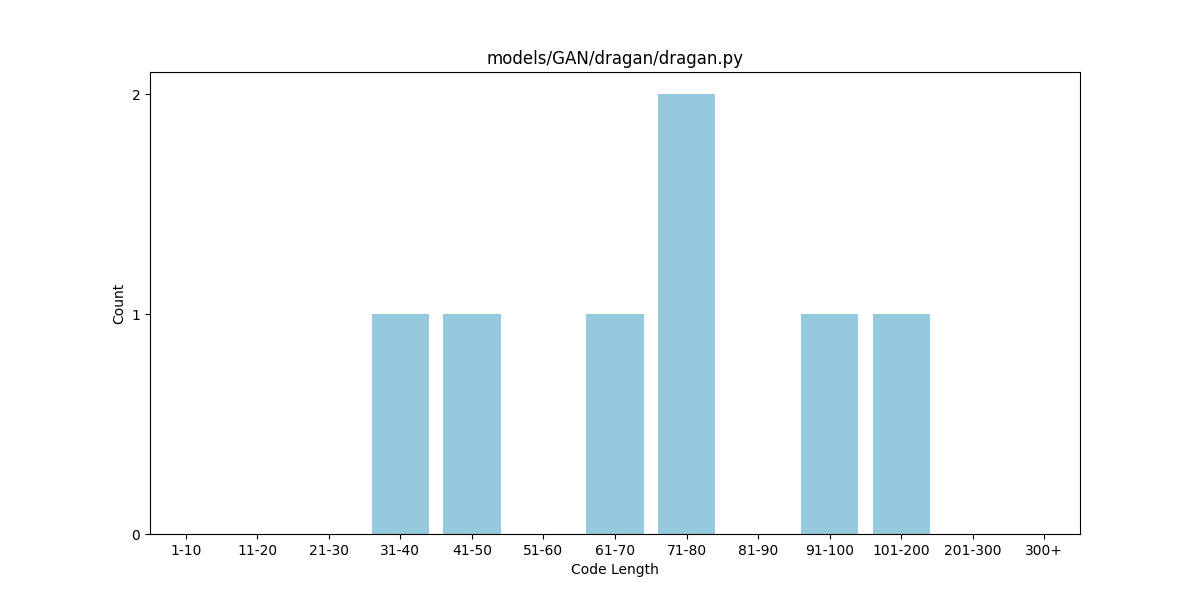 models/GAN/dragan/dragan.py
2
1
0
Count
1-10 11-20 21-30 31-40 41-50 51-60 61-70 71-80 81-90 91-100 101-200 201-300 300+
Code Length